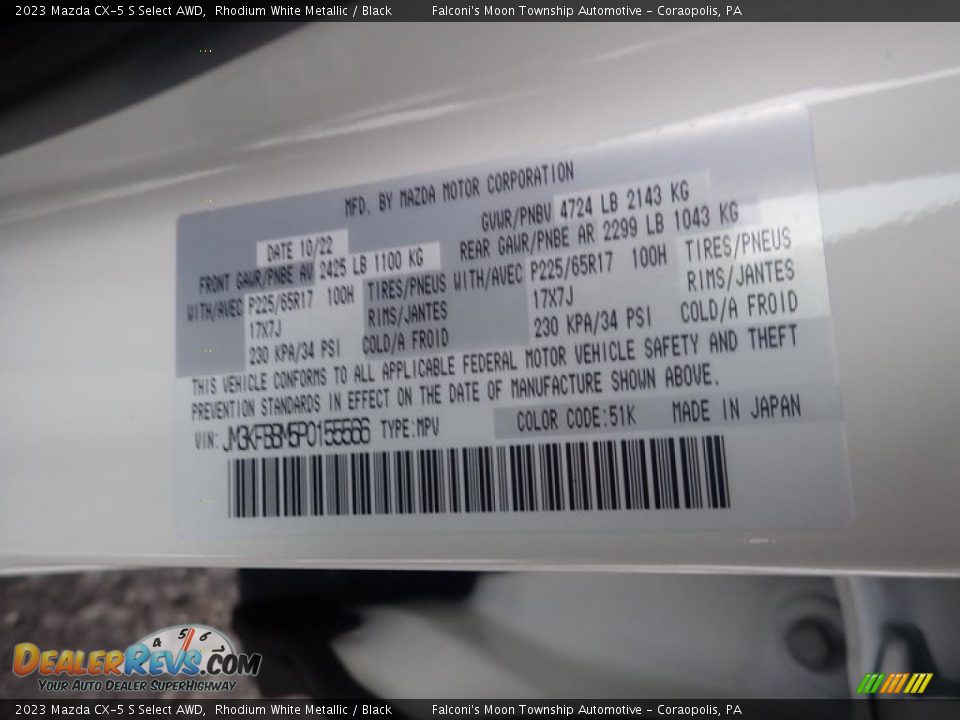 2023 Mazda CX-5 S Select AWD, Rhodium White Metallic / Black Falconi's Moon Township Automotive - Coraopolis, PA
MFD. BY MAZDA MOTOR CORPORATION
DATE 10/22 GVWR/PNBV 4724 LB 2143 KG
FRONT GAWR/PNBE AV 2425 LB 1100 KG REAR GAWR/PNBE AR 2299 LB 1043 KG
WITH/AVEC P225/65R17 100H TIRES/PNEUS WITH/AVEC P225/65R17 100H TIRES/PNEUS
17X7J RIMS/JANTES 17X7J RIMS/JANTES
230 KPA/34 PSI COLD/A FROID 230 KPA/34 PSI COLD/A FROID
THIS VEHICLE CONFORMS TO ALL APPLICABLE FEDERAL MOTOR VEHICLE SAFETY AND THEFT
PREVENTION STANDARDS IN EFFECT ON THE DATE OF MANUFACTURE SHOWN ABOVE.
VIN: JM3KFBBM5P0155566 TYPE:MPV COLOR CODE:51K MADE IN JAPAN
4 5 6
DEALERREVS.COM
YOUR AUTO DEALER SUPERHIGHWAY
2023 Mazda CX-5 S Select AWD, Rhodium White Metallic / Black Falconi's Moon Township Automotive - Coraopolis, PA